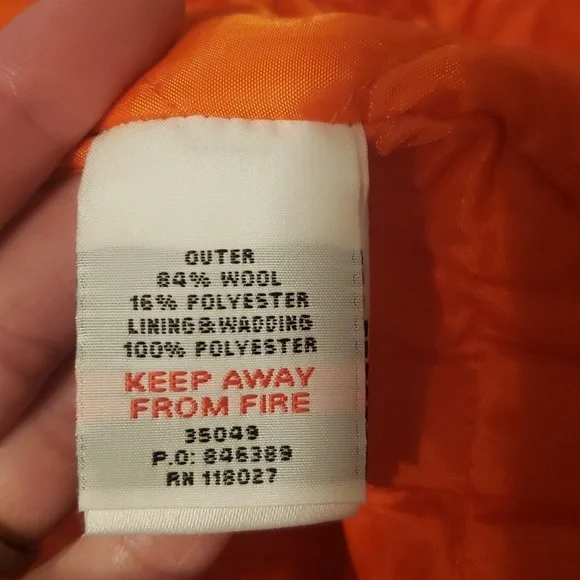 OUTER
84% WOOL
16% POLYESTER
LINING&WADDING
100% POLYESTER
KEEP AWAY
FROM FIRE
35049
P.O: 846389
RN 118027